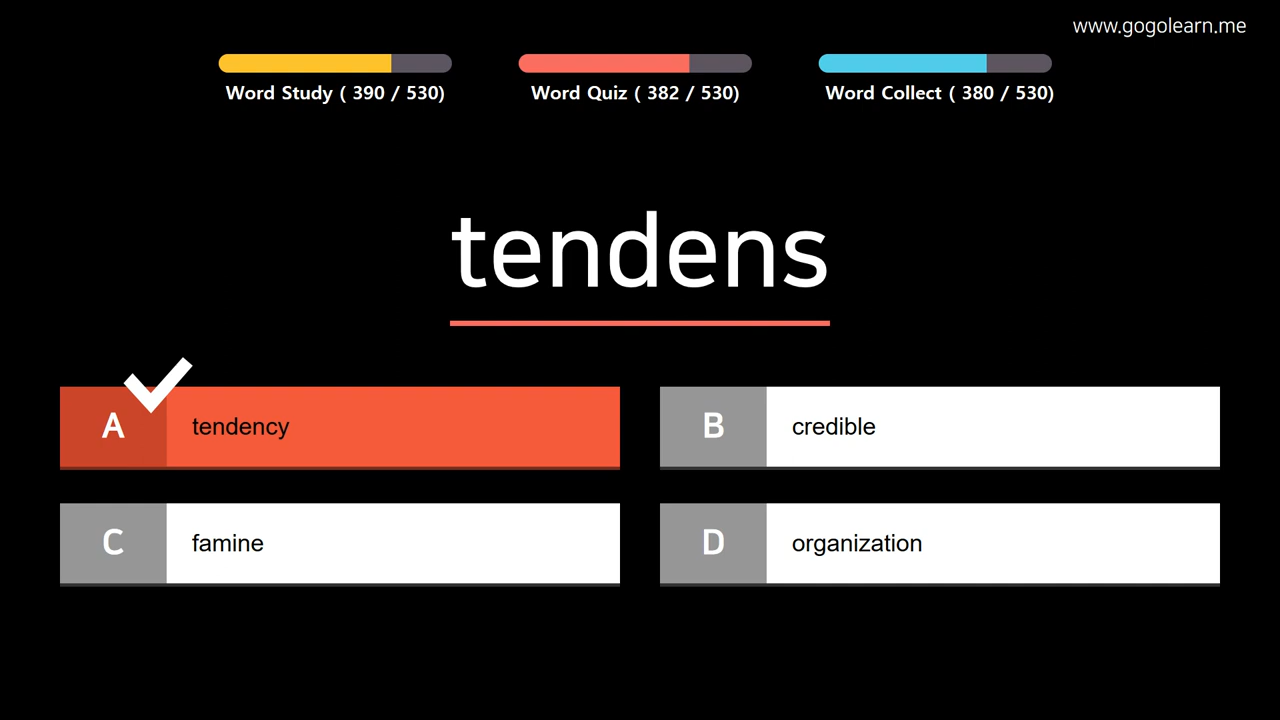 www.gogolearn.me
Word Study ( 390 / 530)
Word Quiz ( 382 / 530)
Word Collect ( 380 / 530)
tendens
A tendency
B credible
C famine
D organization